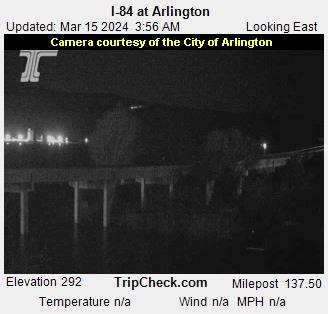 I-84 at Arlington
Updated: Mar 15 2024 3:56 AM Looking East
Camera courtesy of the City of Arlington
Elevation 292 TripCheck.com Milepost 137.50
Temperature n/a Wind n/a MPH n/a